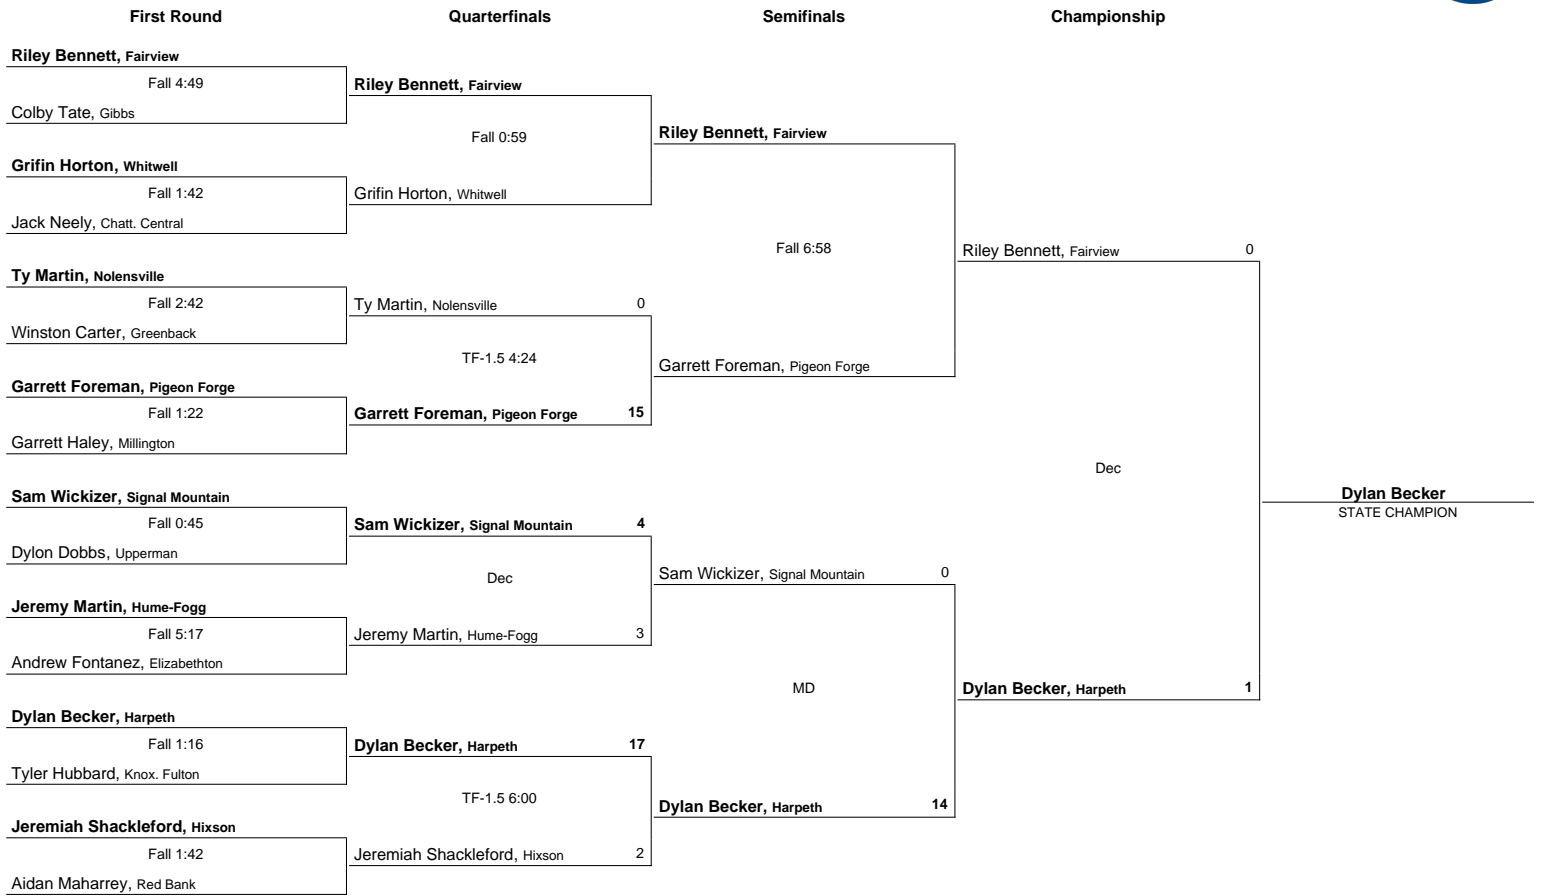 First Round
Quarterfinals
Semifinals
Championship
Riley Bennett, Fairview
Fall 4:49
Colby Tate, Gibbs
Grifin Horton, Whitwell
Fall 1:42
Jack Neely, Chatt. Central
Ty Martin, Nolensville
Fall 2:42
Winston Carter, Greenback
Garrett Foreman, Pigeon Forge
Fall 1:22
Garrett Haley, Millington
Sam Wickizer, Signal Mountain
Fall 0:45
Dylon Dobbs, Upperman
Jeremy Martin, Hume-Fogg
Fall 5:17
Andrew Fontanez, Elizabethton
Dylan Becker, Harpeth
Fall 1:16
Tyler Hubbard, Knox. Fulton
Jeremiah Shackleford, Hixson
Fall 1:42
Aidan Maharrey, Red Bank
Riley Bennett, Fairview
Fall 0:59
Grifin Horton, Whitwell
Ty Martin, Nolensville 0
TF-1.5 4:24
Garrett Foreman, Pigeon Forge 15
Sam Wickizer, Signal Mountain 4
Dec
Jeremy Martin, Hume-Fogg 3
Dylan Becker, Harpeth 17
TF-1.5 6:00
Jeremiah Shackleford, Hixson 2
Riley Bennett, Fairview
Fall 6:58
Garrett Foreman, Pigeon Forge
Sam Wickizer, Signal Mountain 0
MD
Dylan Becker, Harpeth 14
Riley Bennett, Fairview 0
Dec
Dylan Becker, Harpeth 1
Dylan Becker
STATE CHAMPION